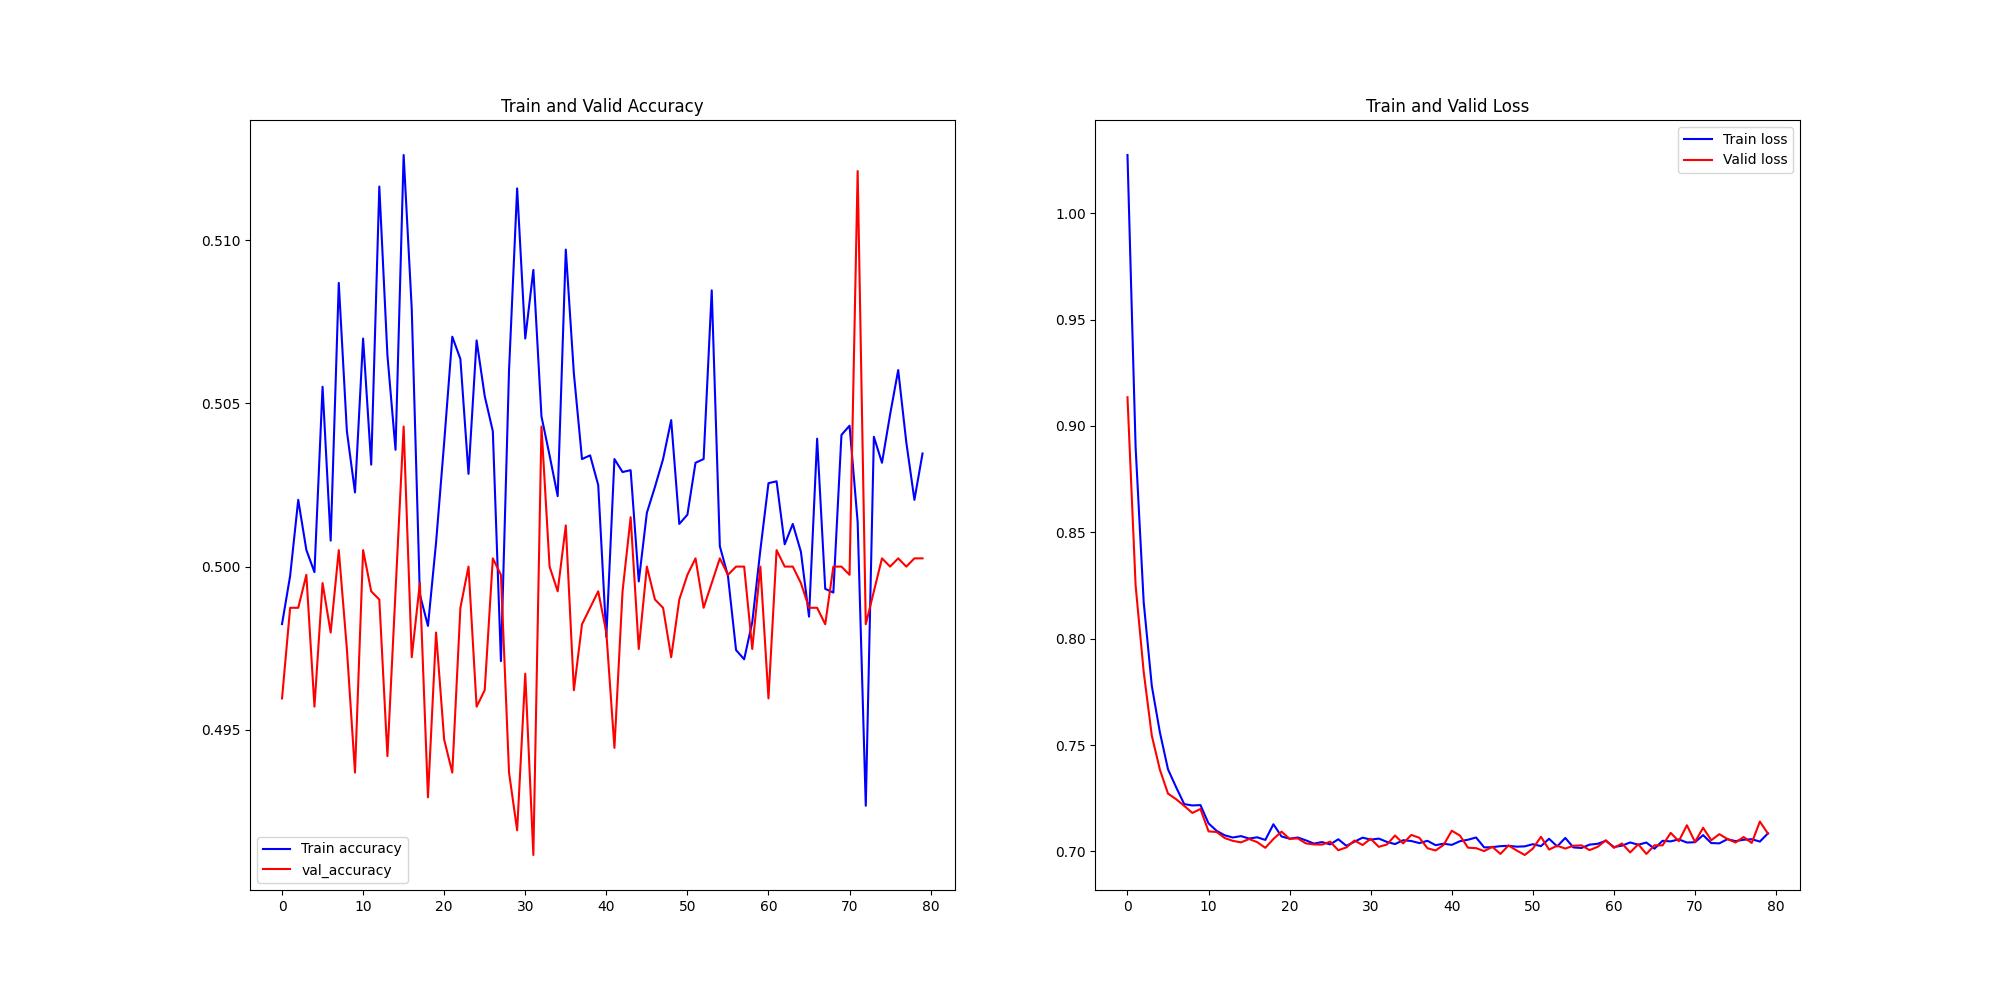 Train and Valid Accuracy
0.510
0.505
0.500
0.495
Train accuracy
val_accuracy
0 10 20 30 40 50 60 70 80
Train and Valid Loss
Train loss
Valid loss
1.00
0.95
0.90
0.85
0.80
0.75
0.70
0 10 20 30 40 50 60 70 80